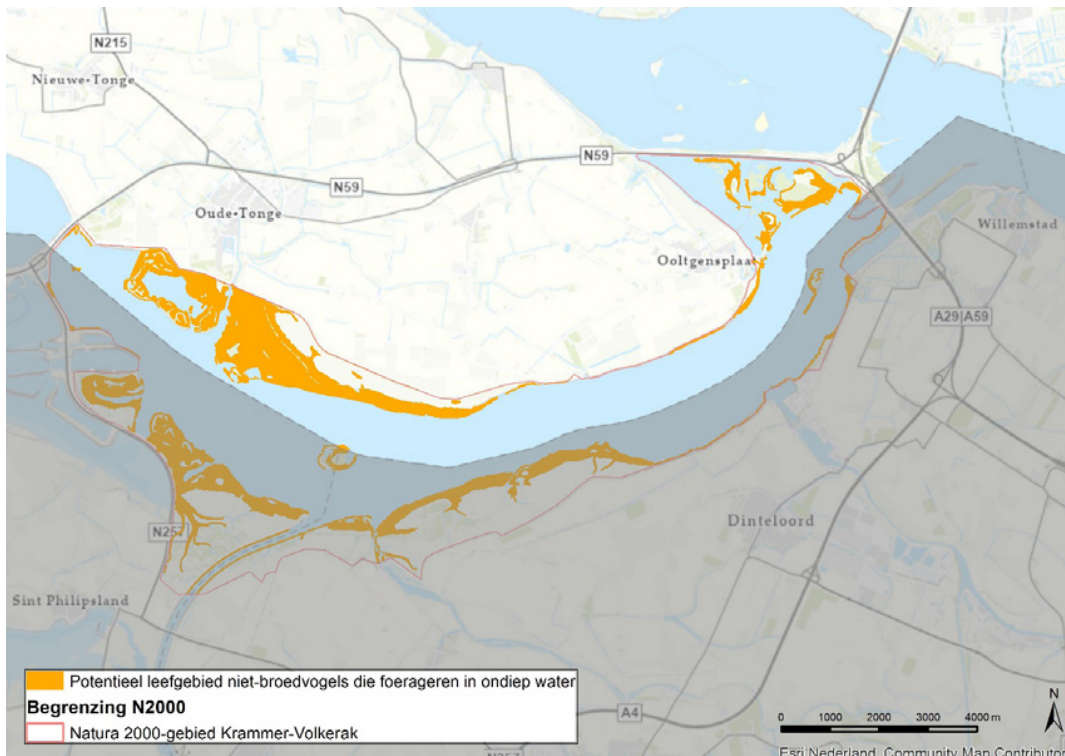 N215
Nieuwe-Tonge
N59
N59
Oude-Tonge
Willemstad
Ooltgensplaat
A29|A59
Dinteloord
N257
Sint Philipsland
Potentieel leefgebied niet-broedvogels die foerageren in ondiep water
Begrenzing N2000
Natura 2000-gebied Krammer-Volkerak
A4
N257
N
0 1000 2000 3000 4000 m
Esri Nederland, Community Map Contributor